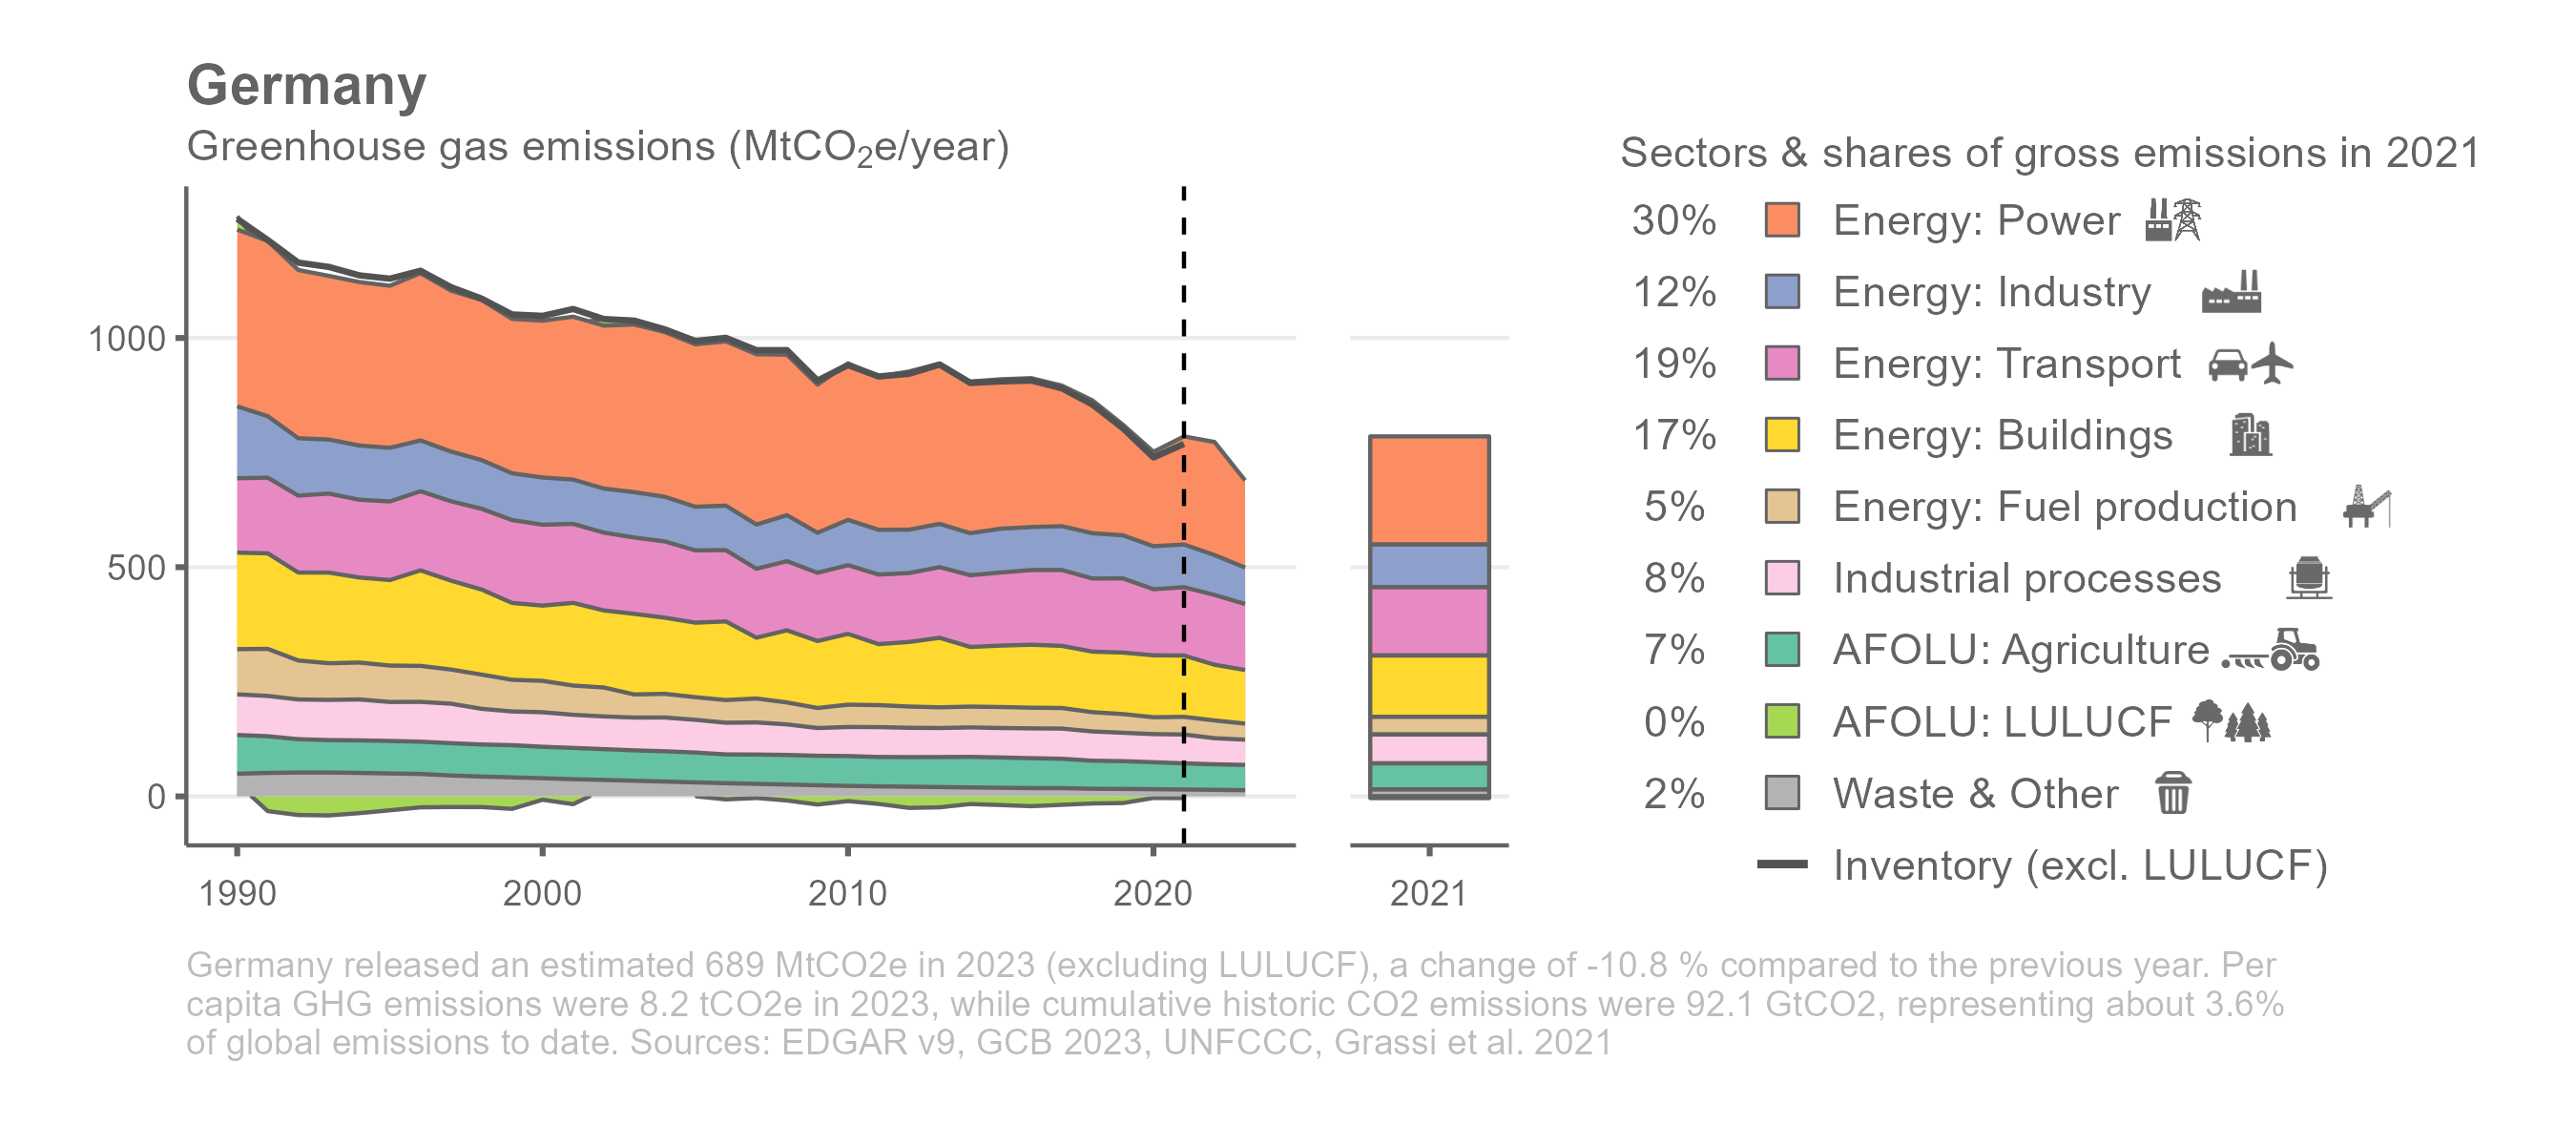 Germany
Greenhouse gas emissions (MtCO₂e/year)
Sectors & shares of gross emissions in 2021
30% Energy: Power
12% Energy: Industry
19% Energy: Transport
17% Energy: Buildings
5% Energy: Fuel production
8% Industrial processes
7% AFOLU: Agriculture
0% AFOLU: LULUCF
2% Waste & Other
Inventory (excl. LULUCF)
1000
500
0
1990 2000 2010 2020 2021
Germany released an estimated 689 MtCO2e in 2023 (excluding LULUCF), a change of -10.8 % compared to the previous year. Per
capita GHG emissions were 8.2 tCO2e in 2023, while cumulative historic CO2 emissions were 92.1 GtCO2, representing about 3.6%
of global emissions to date. Sources: EDGAR v9, GCB 2023, UNFCCC, Grassi et al. 2021